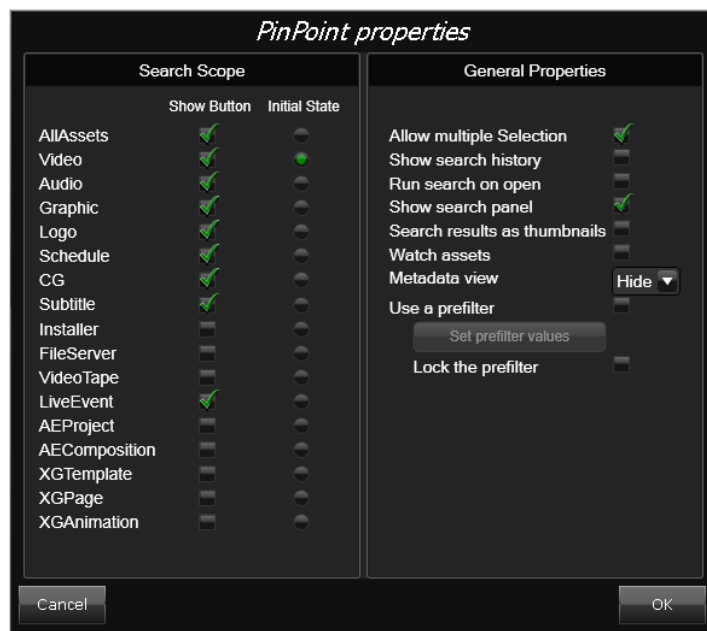 PinPoint properties
Search Scope
Show Button Initial State
AllAssets
Video
Audio
Graphic
Logo
Schedule
CG
Subtitle
Installer
FileServer
VideoTape
LiveEvent
AEProject
AEComposition
XGTemplate
XGPage
XGAnimation
General Properties
Allow multiple Selection
Show search history
Run search on open
Show search panel
Search results as thumbnails
Watch assets
Metadata view Hide
Use a prefilter
Set prefilter values
Lock the prefilter
Cancel
OK